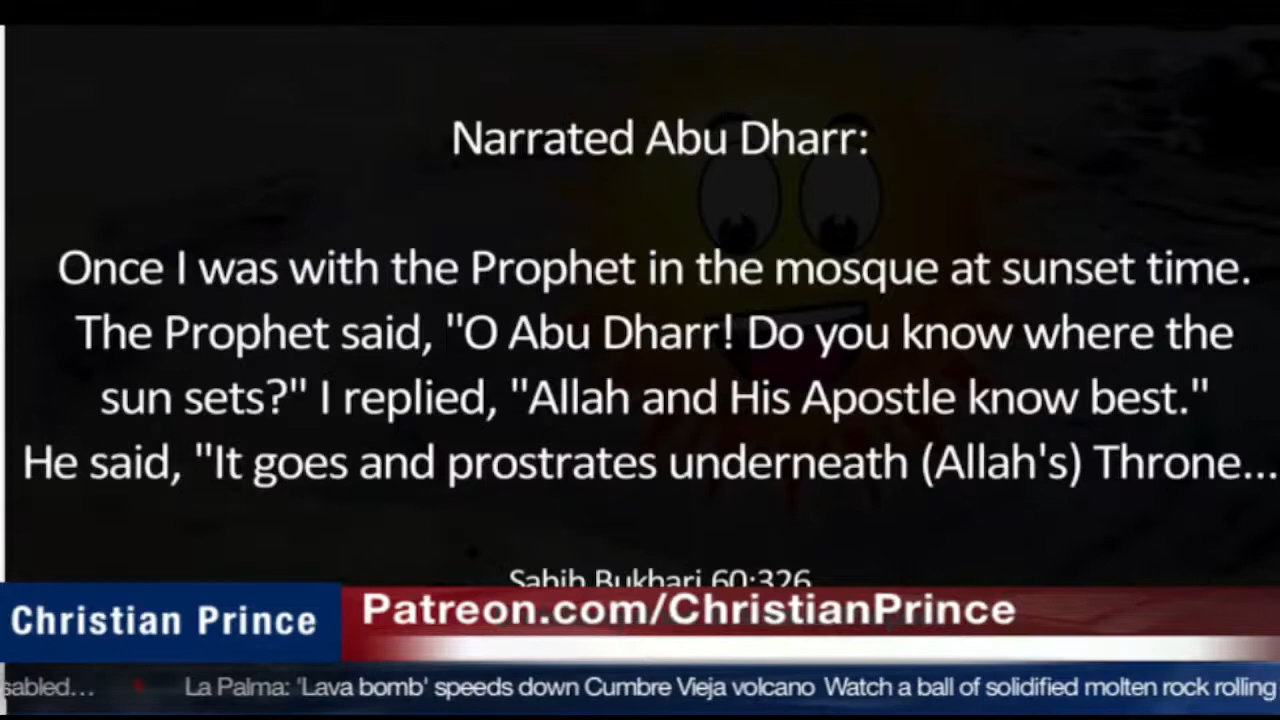 Narrated Abu Dharr:
Once I was with the Prophet in the mosque at sunset time.
The Prophet said, "O Abu Dharr! Do you know where the
sun sets?" I replied, "Allah and His Apostle know best."
He said, "It goes and prostrates underneath (Allah's) Throne...
Sahih Bukhari 60:326
Christian Prince
Patreon.com/ChristianPrince
sabled... La Palma: 'Lava bomb' speeds down Cumbre Vieja volcano Watch a ball of solidified molten rock rolling